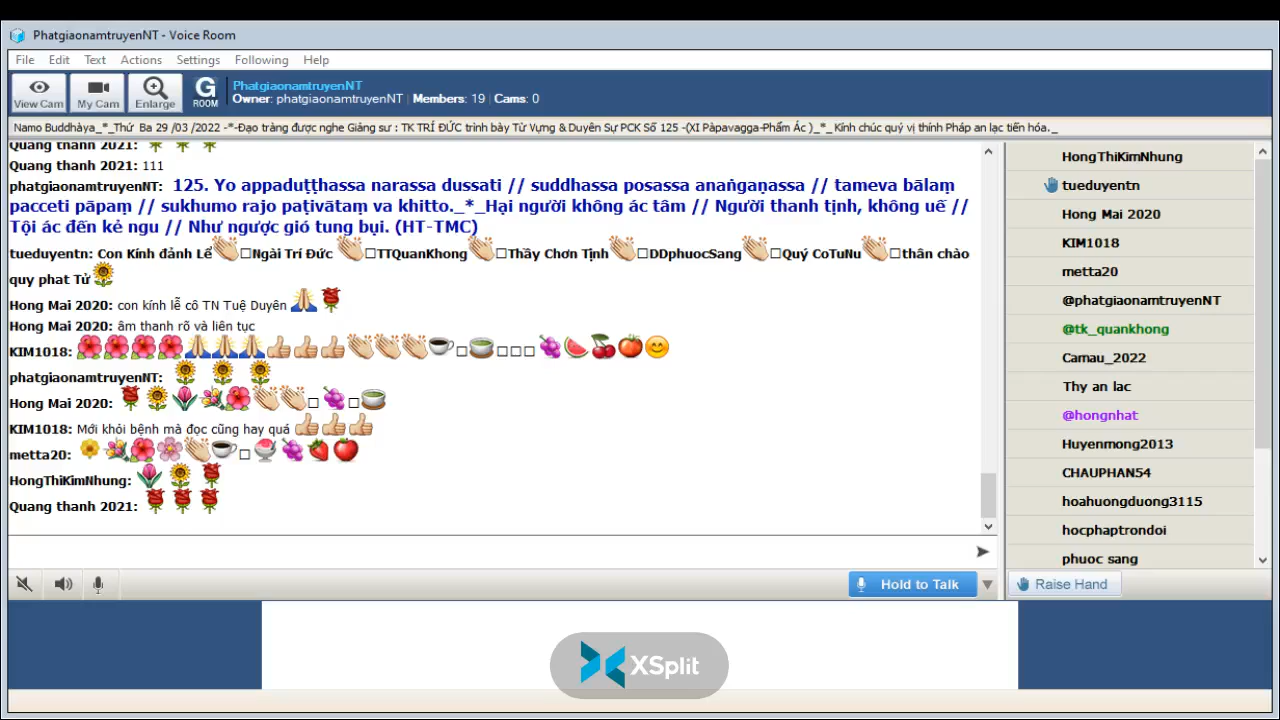 PhatgiaonamtruyenNT - Voice Room
File Edit Text Actions Settings Following Help
View Cam My Cam Enlarge G ROOM
PhatgiaonamtruyenNT
Owner: phatgiaonamtruyenNT | Members: 19 | Cams: 0
Namo Buddhàya_*_Thứ Ba 29 /03 /2022 -*-Đạo tràng được nghe Giảng sư : TK TRÍ ĐỨC trình bày Từ Vựng & Duyên Sự PCK Số 125 -(XI Pàpavagga-Phẩm Ác )_*_ Kính chúc quý vị thính Pháp an lạc tiến hóa._
Quang thanh 2021:
Quang thanh 2021: 111
phatgiaonamtruyenNT: 125. Yo appaduṭṭhassa narassa dussati // suddhassa posassa anaṅgaṇassa // tameva bālaṃ
pacceti pāpaṃ // sukhumo rajo paṭivātaṃ va khitto._*_Hại người không ác tâm // Người thanh tịnh, không uế //
Tội ác đến kẻ ngu // Như ngược gió tung bụi. (HT-TMC)
tueduyentn: Con Kính đảnh Lể👏□Ngài Trí Đức 👏□TTQuanKhong👏□Thầy Chơn Tịnh👏□DDphuocSang👏□Quý CoTuNu👏□thân chào
quy phat Tử🌻
Hong Mai 2020: con kính lễ cô TN Tuệ Duyên 🙏🌹
Hong Mai 2020: âm thanh rõ và liên tục
KIM1018: 🌺🌺🌺🌺🙏🙏🙏👍👍👍👏👏👏☕□🍵□□□🍇🍉🍒🍅😊
phatgiaonamtruyenNT: 🌻🌻🌻
Hong Mai 2020: 🌹🌻🌷💐🌺👏👏□🍇□🍵
KIM1018: Mới khỏi bệnh mà đọc cũng hay quá 👍👍👍
metta20: 🌼💐🌺🌸👏☕□🍨🍇🍓🍎
HongThiKimNhung: 🌷🌻🌹
Quang thanh 2021: 🌹🌹🌹
Hold to Talk
HongThiKimNhung
tueduyentn
Hong Mai 2020
KIM1018
metta20
@phatgiaonamtruyenNT
@tk_quankhong
Camau_2022
Thy an lac
@hongnhat
Huyenmong2013
CHAUPHAN54
hoahuongduong3115
hocphaptrondoi
phuoc sang
Raise Hand
XSplit